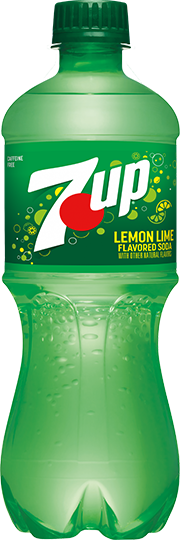 CAFFEINE
FREE
7up
LEMON LIME
FLAVORED SODA
WITH OTHER NATURAL FLAVORS